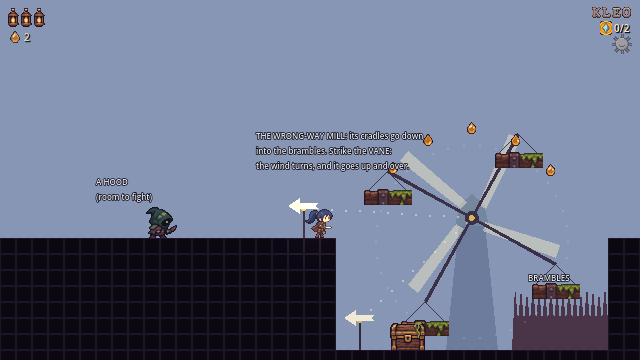 KLEO
2
0/2
THE WRONG-WAY MILL: its cradles go down
into the brambles. Strike the VANE:
the wind turns, and it goes up and over.
A HOOD
(room to fight)
BRAMBLES